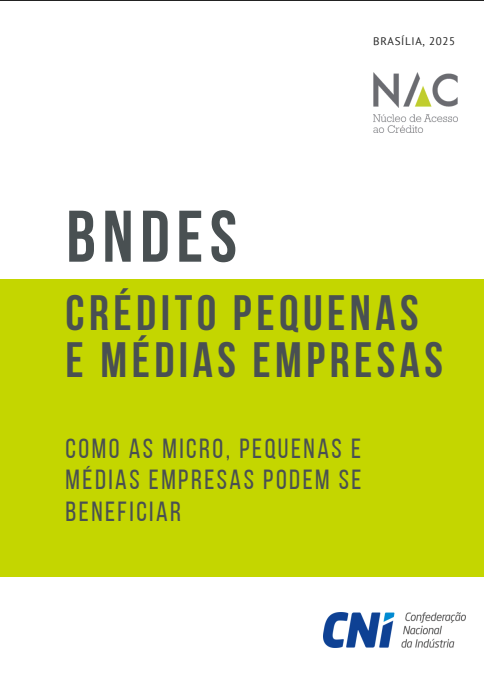 BRASÍLIA, 2025
NAC
Núcleo de Acesso
ao Crédito
BNDES
CRÉDITO PEQUENAS
E MÉDIAS EMPRESAS
COMO AS MICRO, PEQUENAS E
MÉDIAS EMPRESAS PODEM SE
BENEFICIAR
CNI
Confederação
Nacional
da Indústria